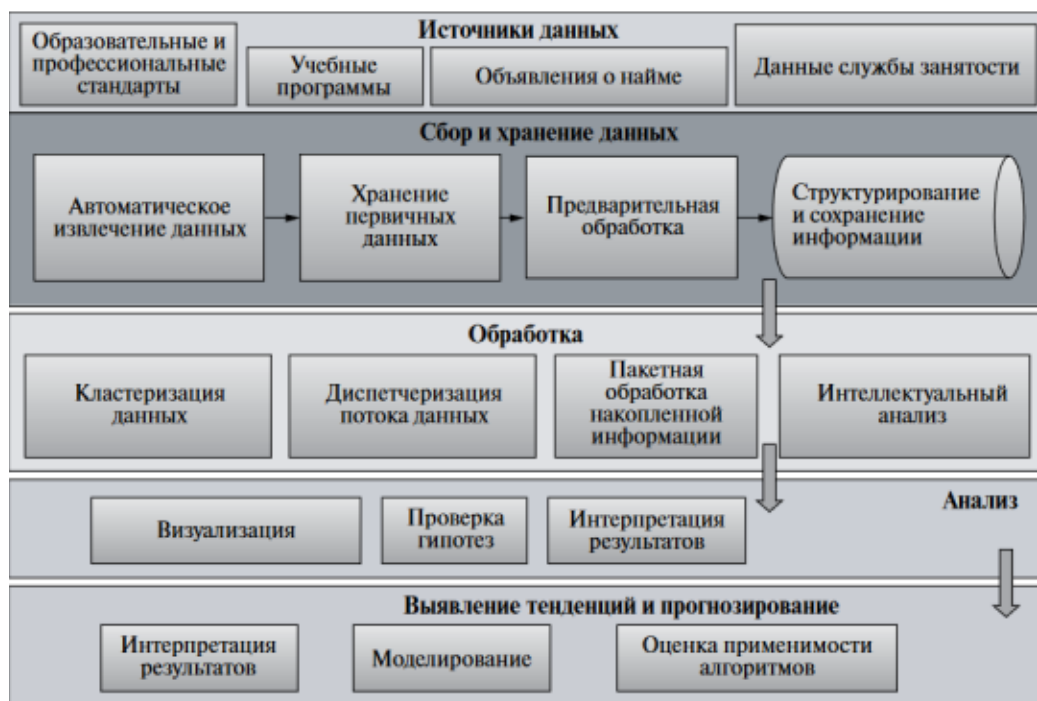 Источники данных
Образовательные и
профессиональные
стандарты
Учебные
программы
Объявления о найме
Данные службы занятости
Сбор и хранение данных
Автоматическое
извлечение данных
Хранение
первичных
данных
Предварительная
обработка
Структурирование
и сохранение
информации
Обработка
Кластеризация
данных
Диспетчеризация
потока данных
Пакетная
обработка
накопленной
информации
Интеллектуальный
анализ
Анализ
Визуализация
Проверка
гипотез
Интерпретация
результатов
Выявление тенденций и прогнозирование
Интерпретация
результатов
Моделирование
Оценка применимости
алгоритмов